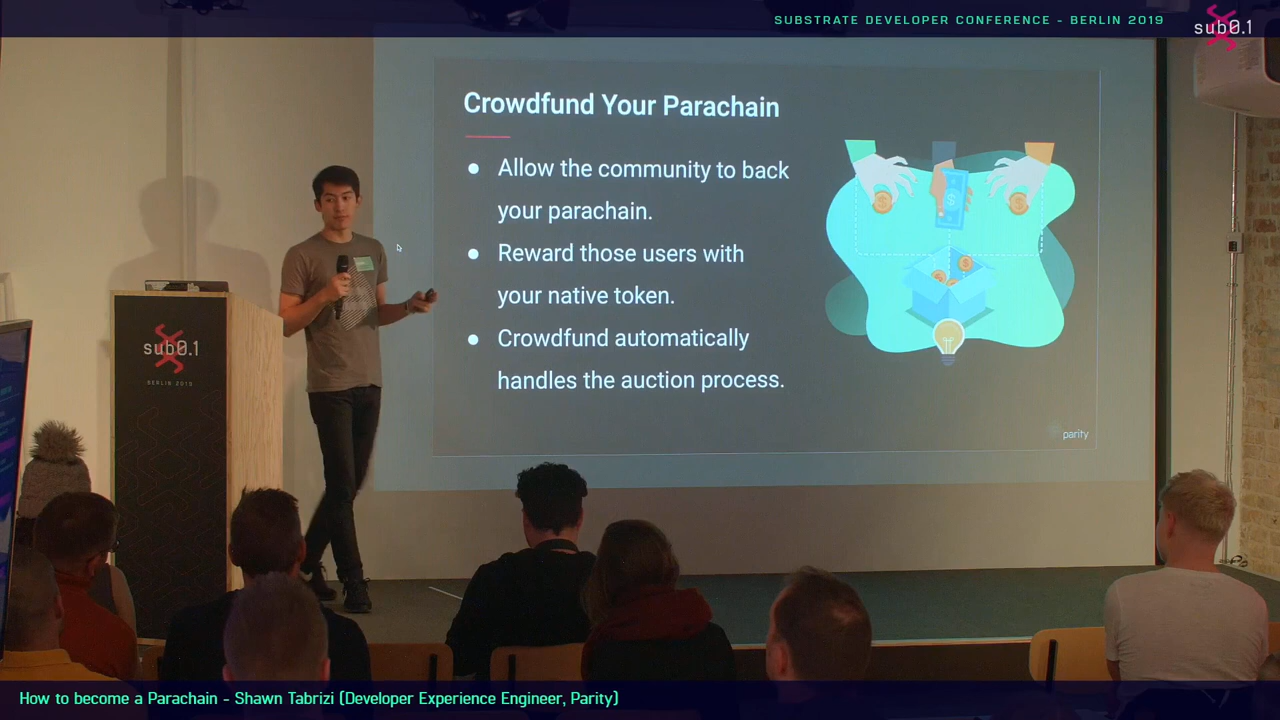 SUBSTRATE DEVELOPER CONFERENCE - BERLIN 2019
sub0.1
Crowdfund Your Parachain
Allow the community to back
your parachain.
Reward those users with
your native token.
Crowdfund automatically
handles the auction process.
parity
sub0.1
BERLIN 2019
How to become a Parachain - Shawn Tabrizi (Developer Experience Engineer, Parity)